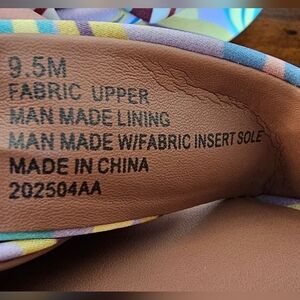 9.5M
FABRIC UPPER
MAN MADE LINING
MAN MADE W/FABRIC INSERT SOLE
MADE IN CHINA
202504AA